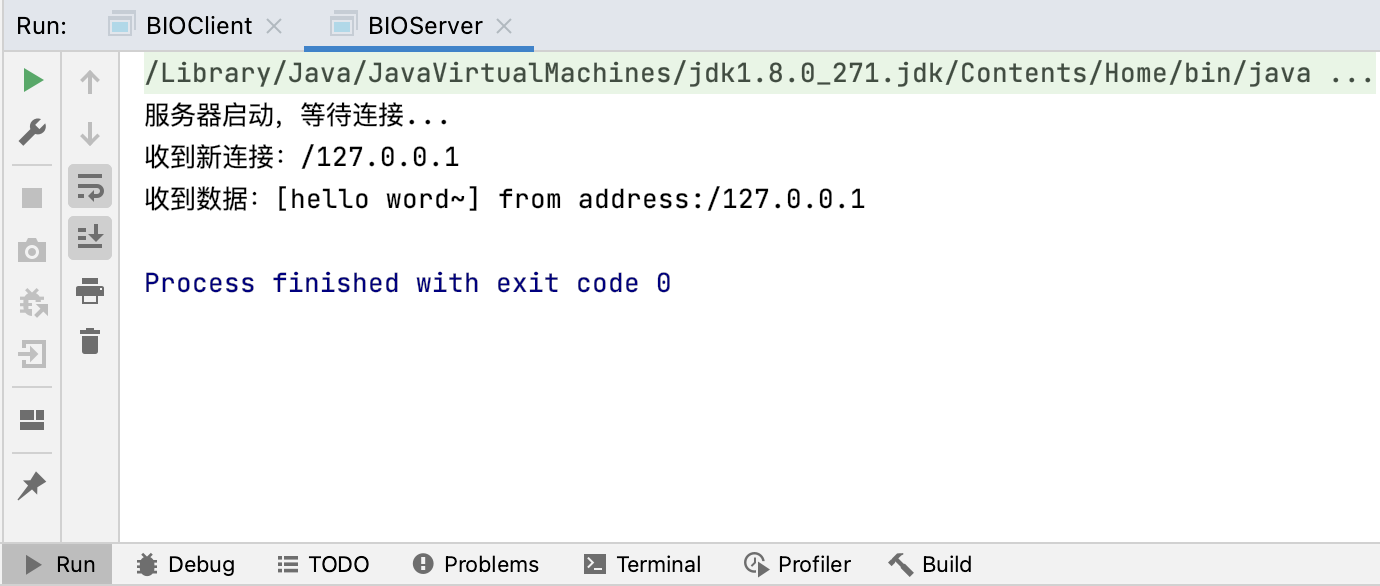 Run: BIOClient BIOServer
/Library/Java/JavaVirtualMachines/jdk1.8.0_271.jdk/Contents/Home/bin/java ...
服务器启动，等待连接...
收到新连接：/127.0.0.1
收到数据：[hello word~] from address:/127.0.0.1
Process finished with exit code 0
Run Debug TODO Problems Terminal Profiler Build